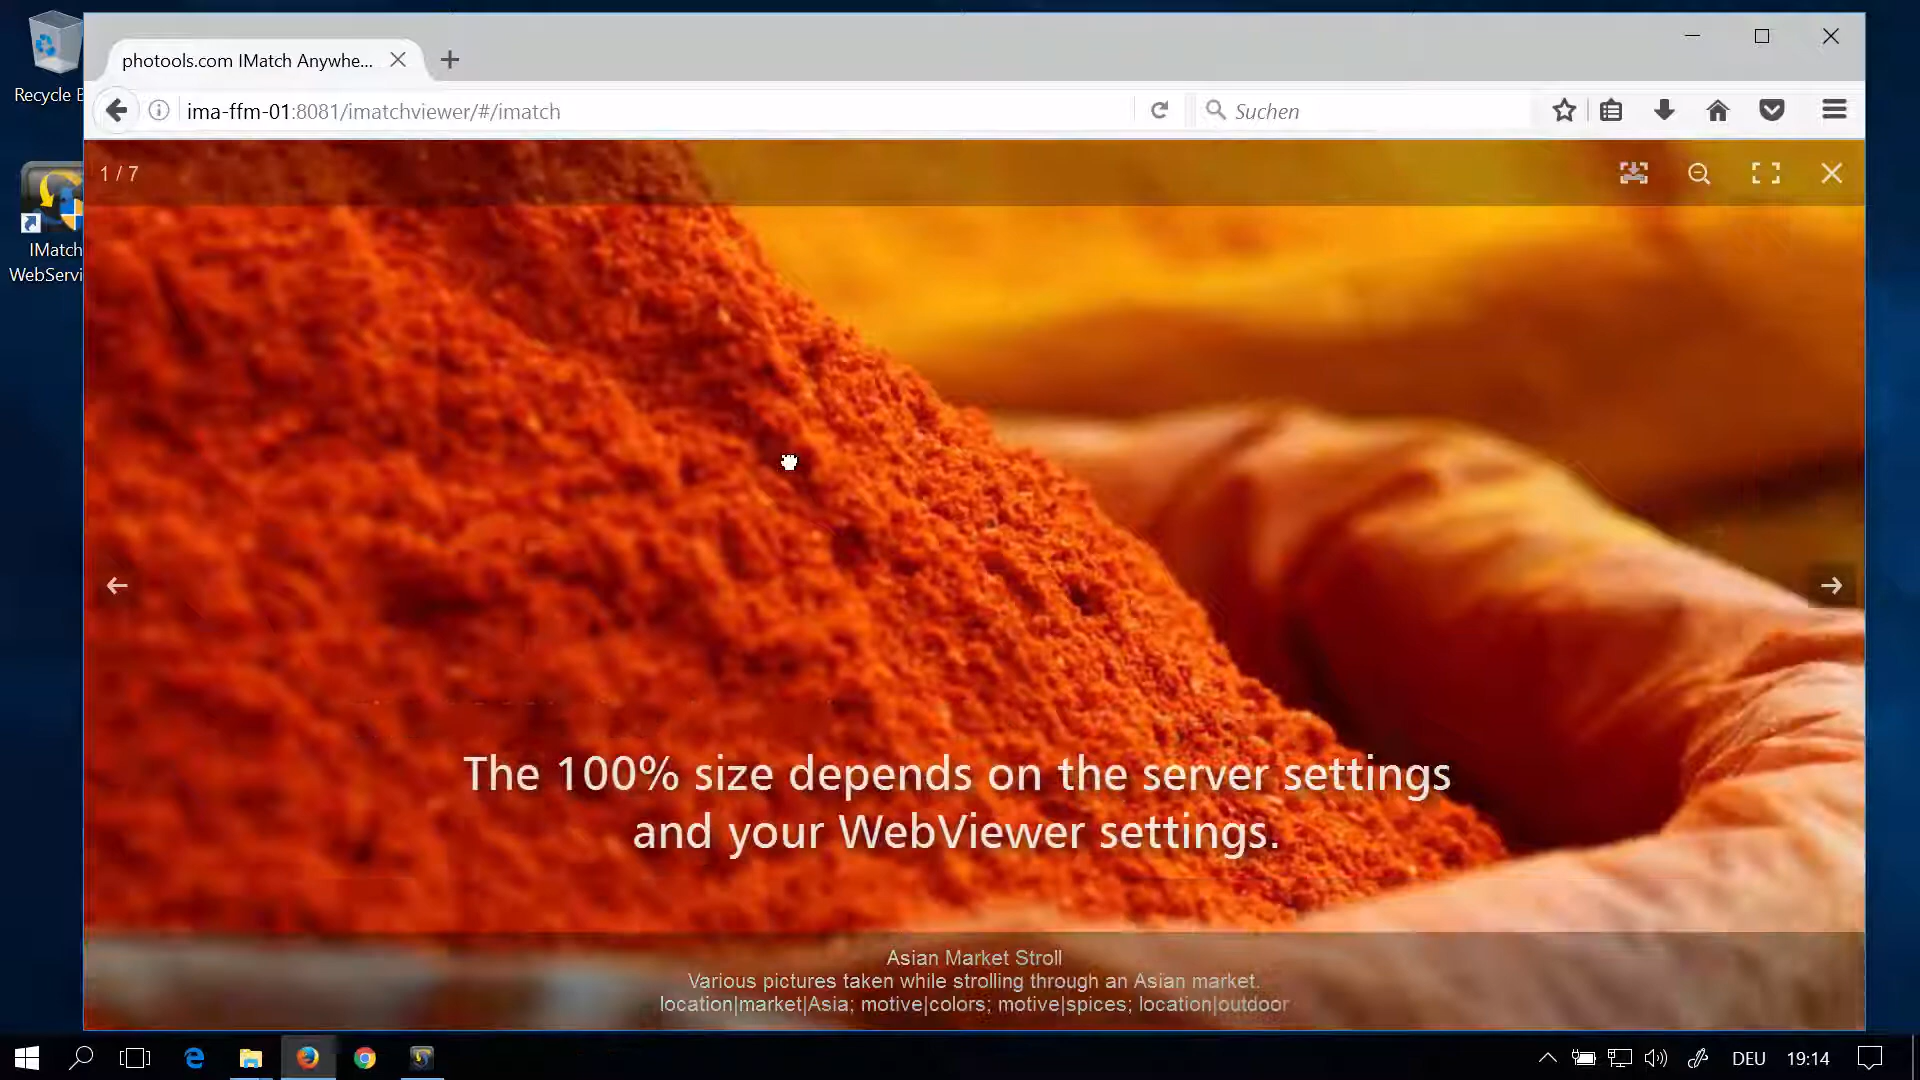 Recycle B
IMatch
WebServi
photools.com IMatch Anywhe...
ima-ffm-01:8081/imatchviewer/#/imatch
Suchen
1 / 7
The 100% size depends on the server settings
and your WebViewer settings.
Asian Market Stroll
Various pictures taken while strolling through an Asian market.
location|market|Asia; motive|colors; motive|spices; location|outdoor
DEU
19:14